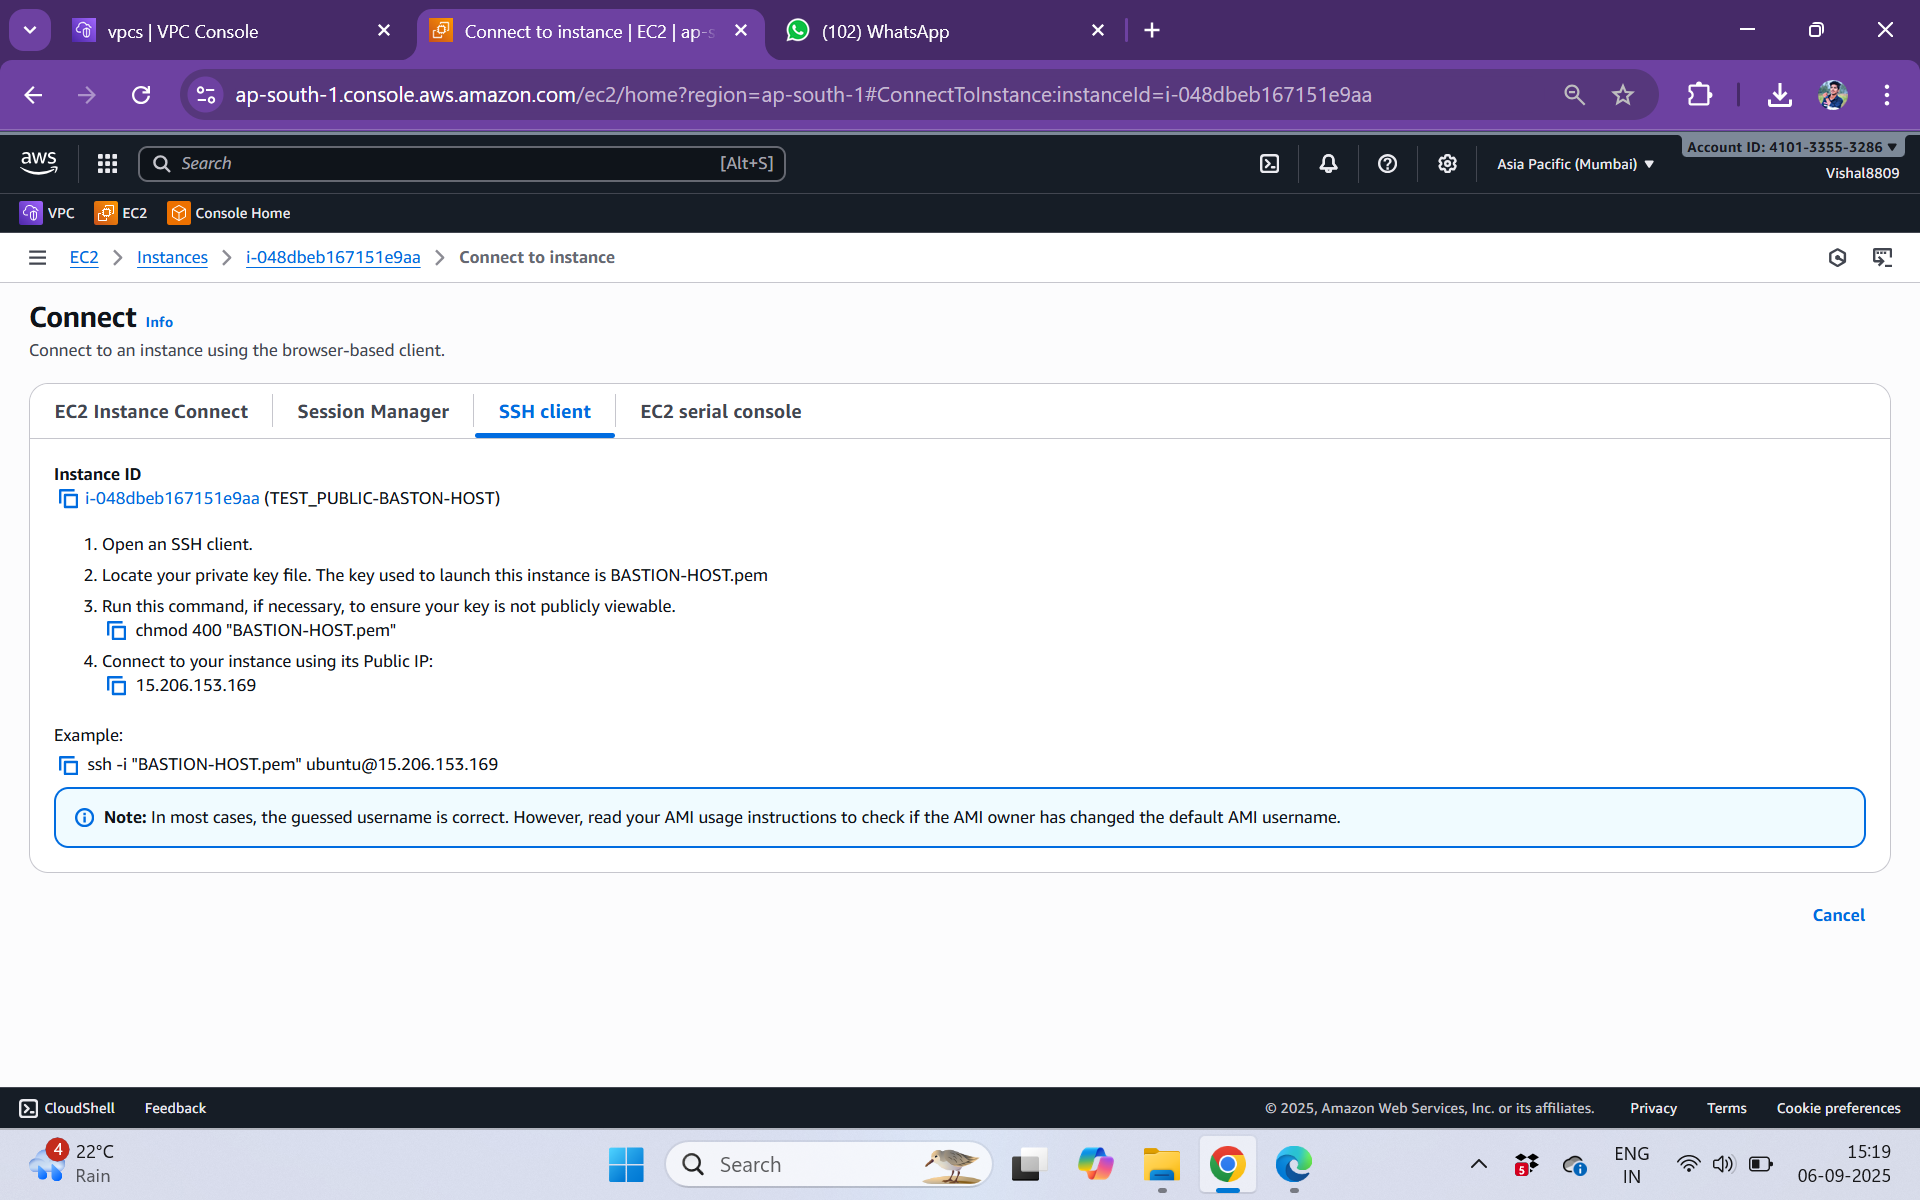 vpcs | VPC Console
Connect to instance | EC2 | ap-s
(102) WhatsApp
ap-south-1.console.aws.amazon.com/ec2/home?region=ap-south-1#ConnectToInstance:instanceId=i-048dbeb167151e9aa
aws
Search
[Alt+S]
Asia Pacific (Mumbai)
Account ID: 4101-3355-3286
Vishal8809
VPC
EC2
Console Home
EC2
Instances
i-048dbeb167151e9aa
Connect to instance
Connect Info
Connect to an instance using the browser-based client.
EC2 Instance Connect
Session Manager
SSH client
EC2 serial console
Instance ID
i-048dbeb167151e9aa (TEST_PUBLIC-BASTON-HOST)
1. Open an SSH client.
2. Locate your private key file. The key used to launch this instance is BASTION-HOST.pem
3. Run this command, if necessary, to ensure your key is not publicly viewable.
chmod 400 "BASTION-HOST.pem"
4. Connect to your instance using its Public IP:
15.206.153.169
Example:
ssh -i "BASTION-HOST.pem" ubuntu@15.206.153.169
Note: In most cases, the guessed username is correct. However, read your AMI usage instructions to check if the AMI owner has changed the default AMI username.
Cancel
CloudShell
Feedback
© 2025, Amazon Web Services, Inc. or its affiliates.
Privacy
Terms
Cookie preferences
4
22°C
Rain
Search
5
ENG
IN
15:19
06-09-2025